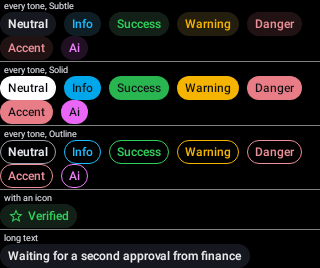 every tone, Subtle
Neutral Info Success Warning Danger
Accent Ai
every tone, Solid
Neutral Info Success Warning Danger
Accent Ai
every tone, Outline
Neutral Info Success Warning Danger
Accent Ai
with an icon
Verified
long text
Waiting for a second approval from finance